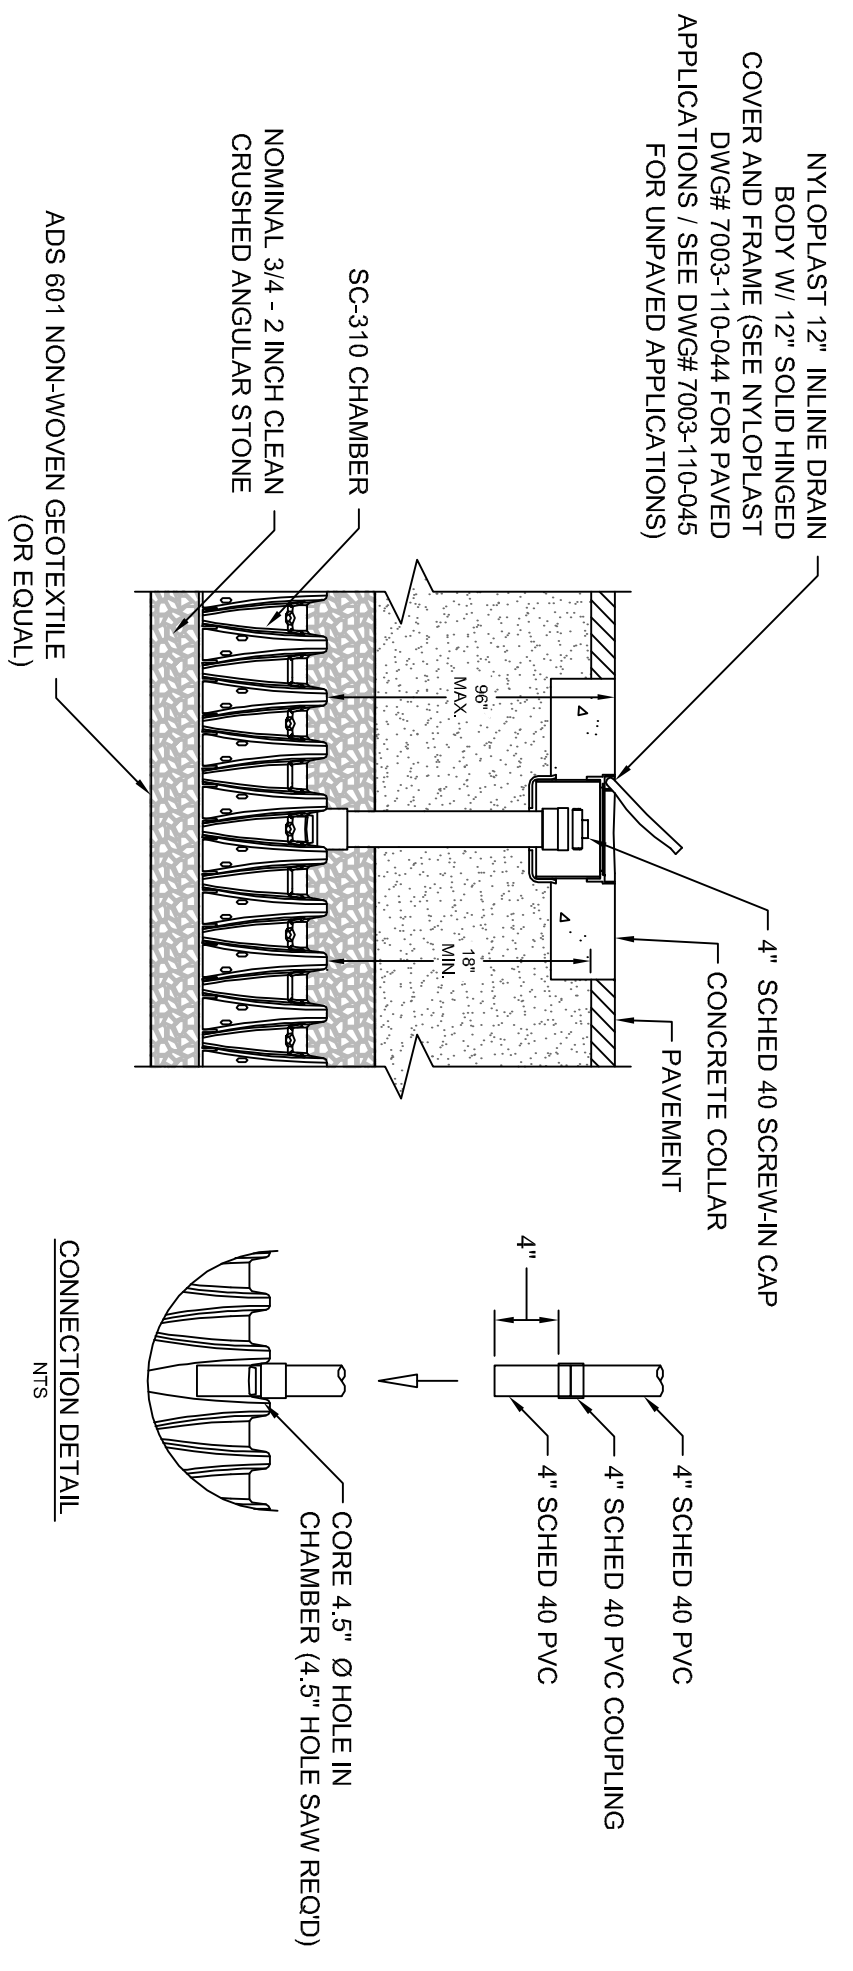 NYLOPLAST 12" INLINE DRAIN
BODY W/ 12" SOLID HINGED
COVER AND FRAME (SEE NYLOPLAST
DWG# 7003-110-044 FOR PAVED
APPLICATIONS / SEE DWG# 7003-110-045
FOR UNPAVED APPLICATIONS)
SC-310 CHAMBER
NOMINAL 3/4 - 2 INCH CLEAN
CRUSHED ANGULAR STONE
ADS 601 NON-WOVEN GEOTEXTILE
(OR EQUAL)
96"
MAX.
18"
MIN.
4" SCHED 40 SCREW-IN CAP
CONCRETE COLLAR
PAVEMENT
4"
4" SCHED 40 PVC
4" SCHED 40 PVC COUPLING
4" SCHED 40 PVC
CORE 4.5" Ø HOLE IN
CHAMBER (4.5" HOLE SAW REQ'D)
CONNECTION DETAIL
NTS